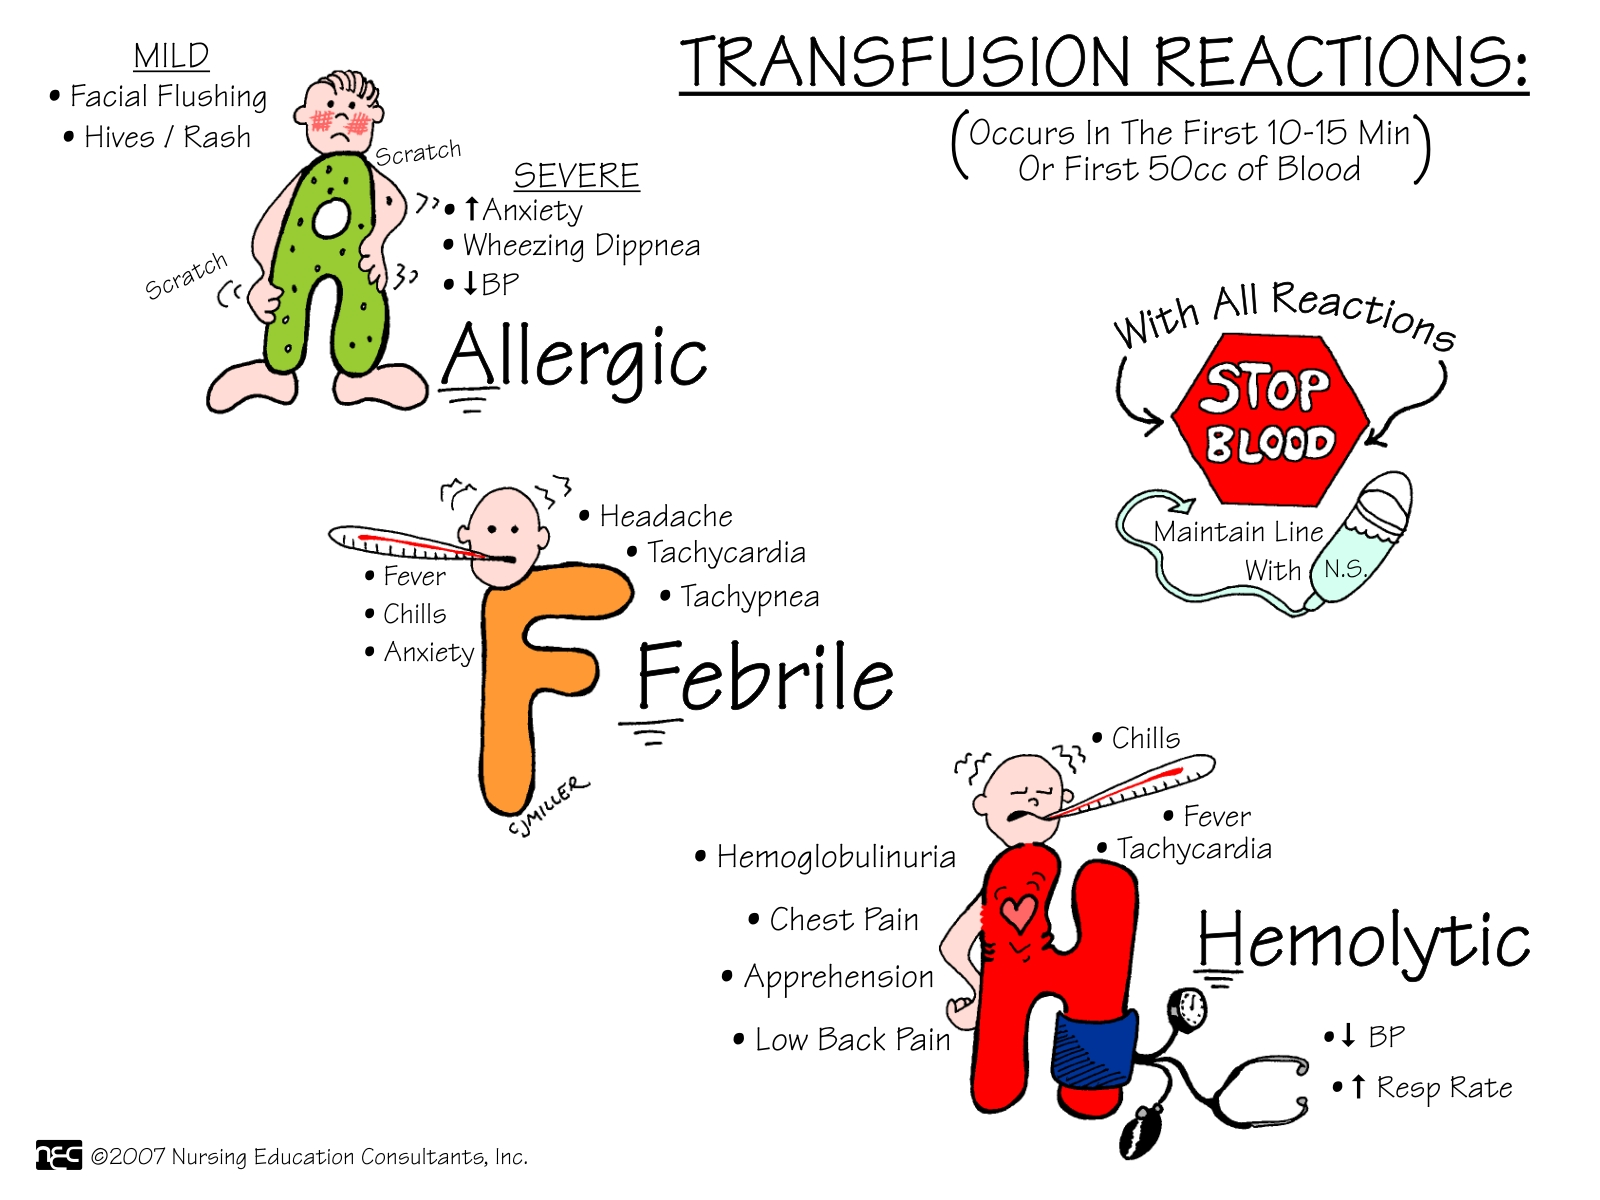 TRANSFUSION REACTIONS:
(Occurs In The First 10-15 Min
Or First 50cc of Blood)
MILD
• Facial Flushing
• Hives / Rash
Scratch
Scratch
SEVERE
• ↑Anxiety
• Wheezing Dippnea
• ↓BP
Allergic
With All Reactions
STOP
BLOOD
Maintain Line
With N.S.
• Headache
• Tachycardia
• Tachypnea
• Fever
• Chills
• Anxiety
Febrile
CJMILLER
• Chills
• Fever
• Tachycardia
• Hemoglobulinuria
• Chest Pain
• Apprehension
• Low Back Pain
Hemolytic
• ↓ BP
• ↑ Resp Rate
nec ©2007 Nursing Education Consultants, Inc.